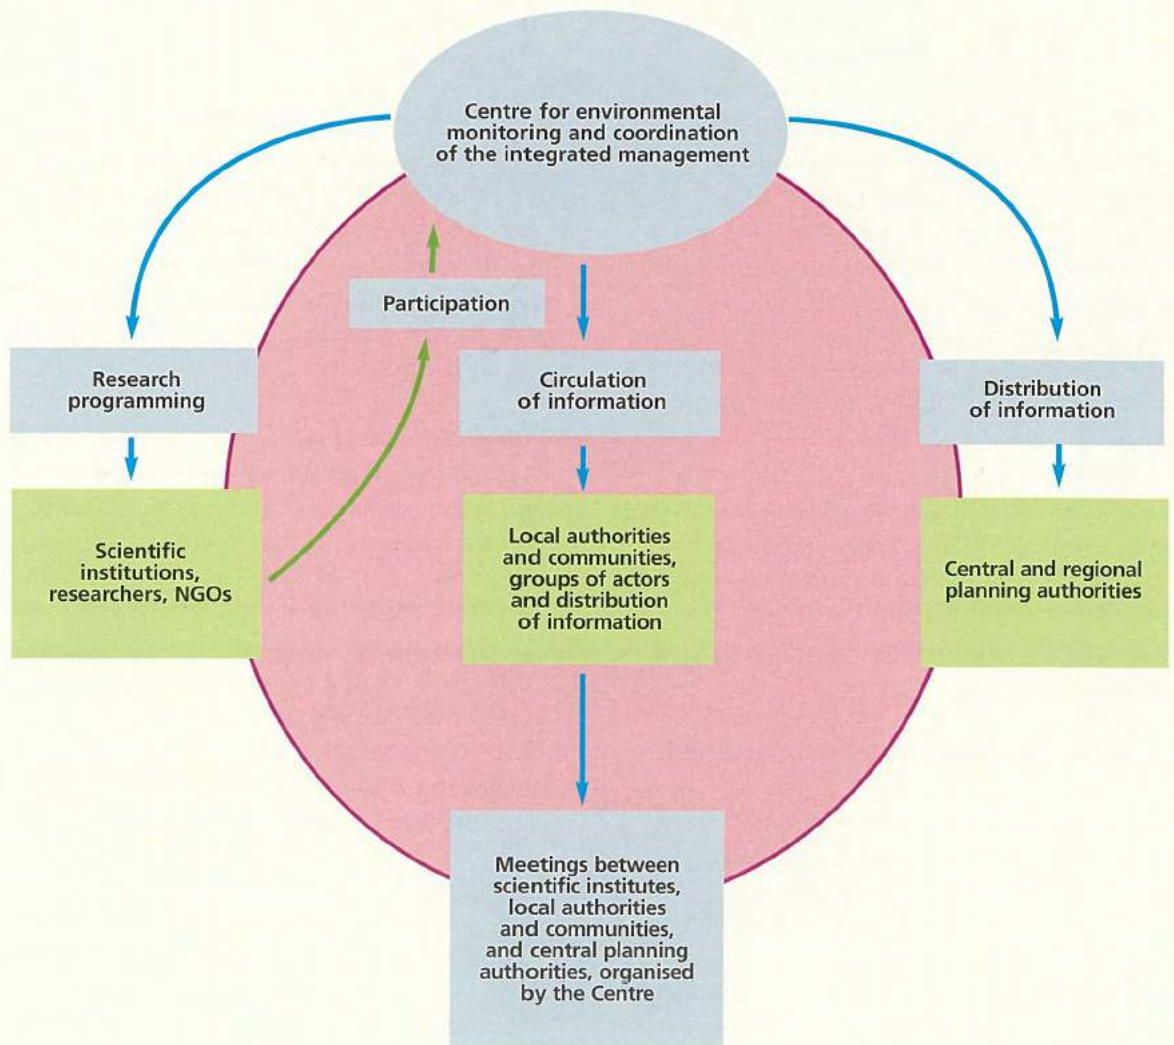 Centre for environmental
monitoring and coordination
of the integrated management
Participation
Research
programming
Circulation
of information
Distribution
of information
Scientific
institutions,
researchers, NGOs
Local authorities
and communities,
groups of actors
and distribution
of information
Central and regional
planning authorities
Meetings between
scientific institutes,
local authorities
and communities,
and central planning
authorities, organised
by the Centre